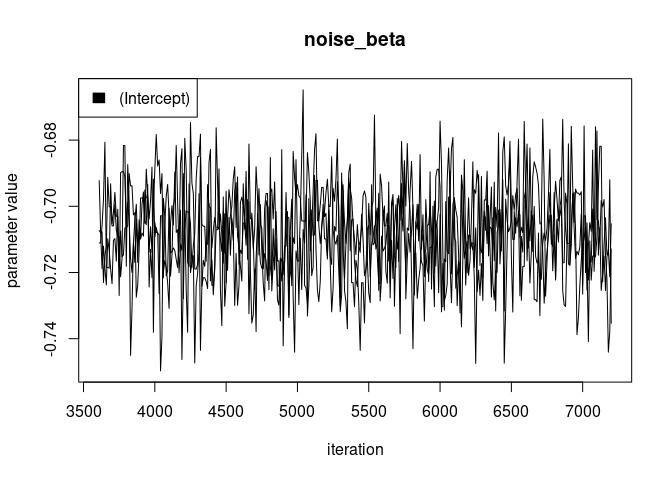 noise_beta
(Intercept)
parameter value
-0.68
-0.70
-0.72
-0.74
3500 4000 4500 5000 5500 6000 6500 7000
iteration